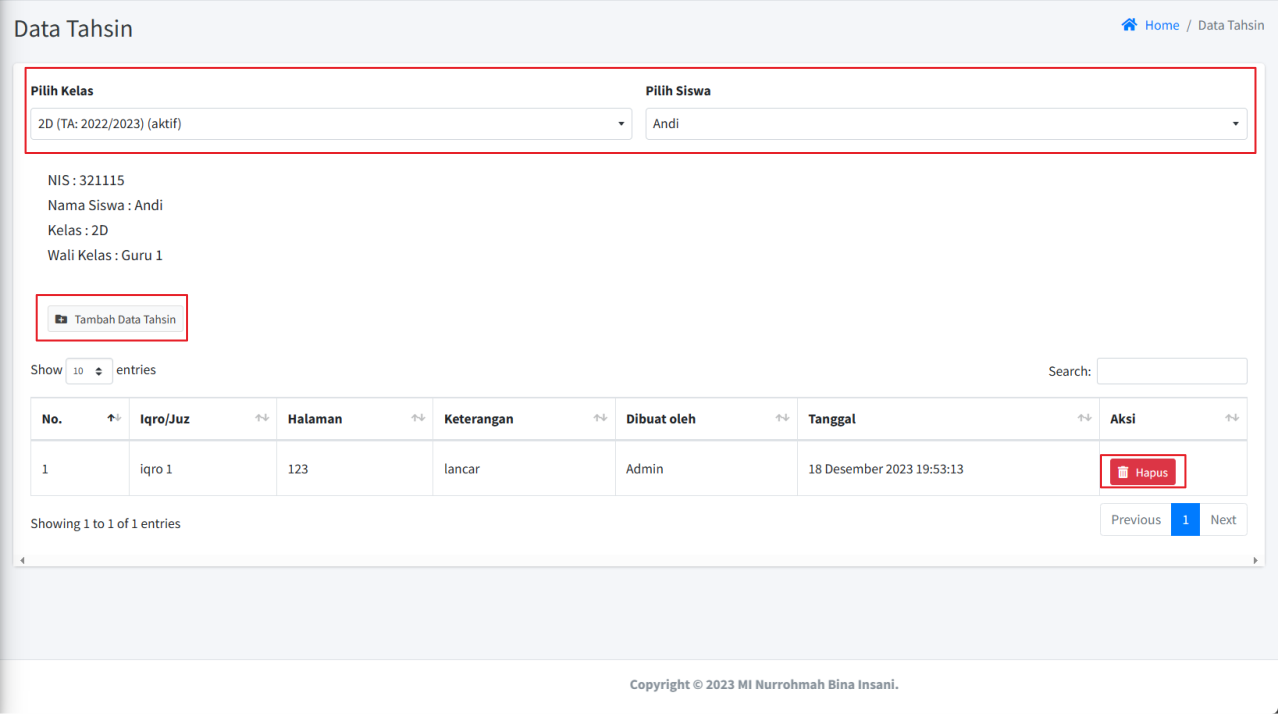 Data Tahsin
Home / Data Tahsin
Pilih Kelas
Pilih Siswa
2D (TA: 2022/2023) (aktif)
Andi
NIS : 321115
Nama Siswa : Andi
Kelas : 2D
Wali Kelas : Guru 1
Tambah Data Tahsin
Show 10 entries
Search:
No. Iqro/Juz Halaman Keterangan Dibuat oleh Tanggal Aksi
1 iqro 1 123 lancar Admin 18 Desember 2023 19:53:13 Hapus
Showing 1 to 1 of 1 entries
Previous 1 Next
Copyright © 2023 MI Nurrohmah Bina Insani.